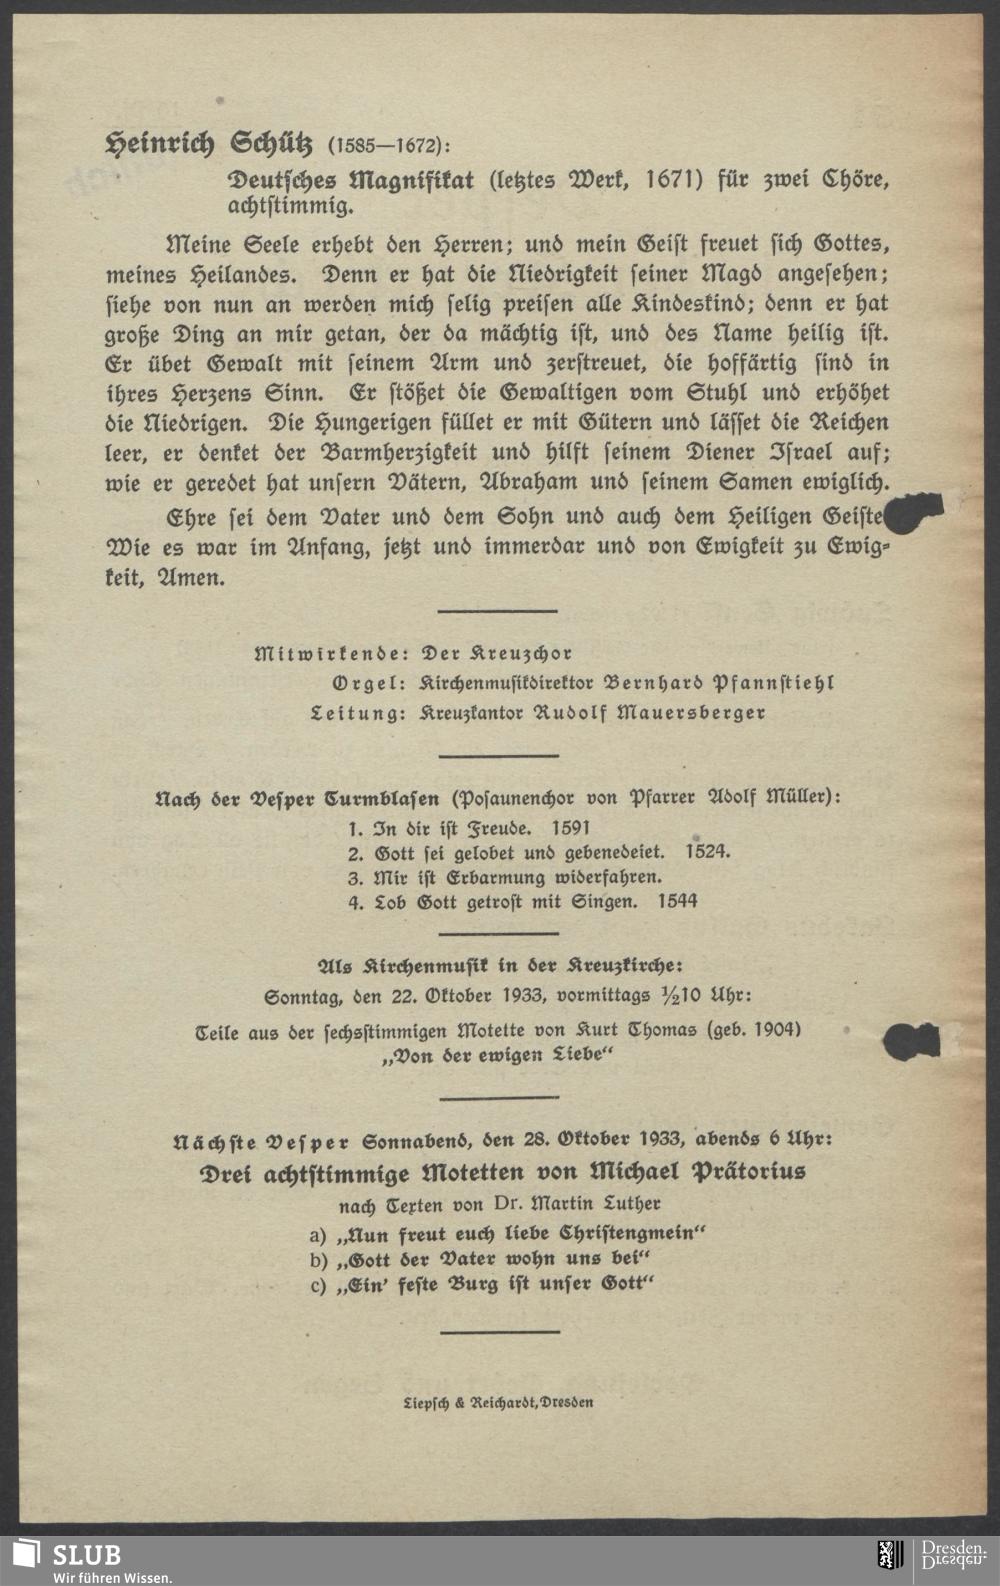 Heinrich Schütz (1585—1672):
Deutsches Magnifikat (letztes Werk, 1671) für zwei Chöre,
achtstimmig.
Meine Seele erhebt den Herren; und mein Geist freuet sich Gottes,
meines Heilandes. Denn er hat die Niedrigkeit seiner Magd angesehen;
siehe von nun an werden mich selig preisen alle Kindeskind; denn er hat
große Ding an mir getan, der da mächtig ist, und des Name heilig ist.
Er übet Gewalt mit seinem Arm und zerstreuet, die hoffärtig sind in
ihres Herzens Sinn. Er stößet die Gewaltigen vom Stuhl und erhöhet
die Niedrigen. Die Hungerigen füllet er mit Gütern und lässet die Reichen
leer, er denket der Barmherzigkeit und hilft seinem Diener Israel auf;
wie er geredet hat unsern Vätern, Abraham und seinem Samen ewiglich.
Ehre sei dem Vater und dem Sohn und auch dem Heiligen Geiste
Wie es war im Anfang, jetzt und immerdar und von Ewigkeit zu Ewig-
keit, Amen.
Mitwirkende: Der Kreuzchor
Orgel: Kirchenmusikdirektor Bernhard Pfannstiehl
Leitung: Kreuzkantor Rudolf Mauersberger
Nach der Vesper Turmblasen (Posaunenchor von Pfarrer Adolf Müller):
1. In dir ist Freude. 1591
2. Gott sei gelobet und gebenedeiet. 1524.
3. Mir ist Erbarmung widerfahren.
4. Lob Gott getrost mit Singen. 1544
Als Kirchenmusik in der Kreuzkirche:
Sonntag, den 22. Oktober 1933, vormittags ½10 Uhr:
Teile aus der sechsstimmigen Motette von Kurt Thomas (geb. 1904)
„Von der ewigen Liebe“
Nächste Vesper Sonnabend, den 28. Oktober 1933, abends 6 Uhr:
Drei achtstimmige Motetten von Michael Prätorius
nach Texten von Dr. Martin Luther
a) „Nun freut euch liebe Christengmein“
b) „Gott der Vater wohn uns bei“
c) „Ein' feste Burg ist unser Gott“
Liepsch & Reichardt, Dresden
SLUB
Wir führen Wissen.
Dresden.
Dresden.